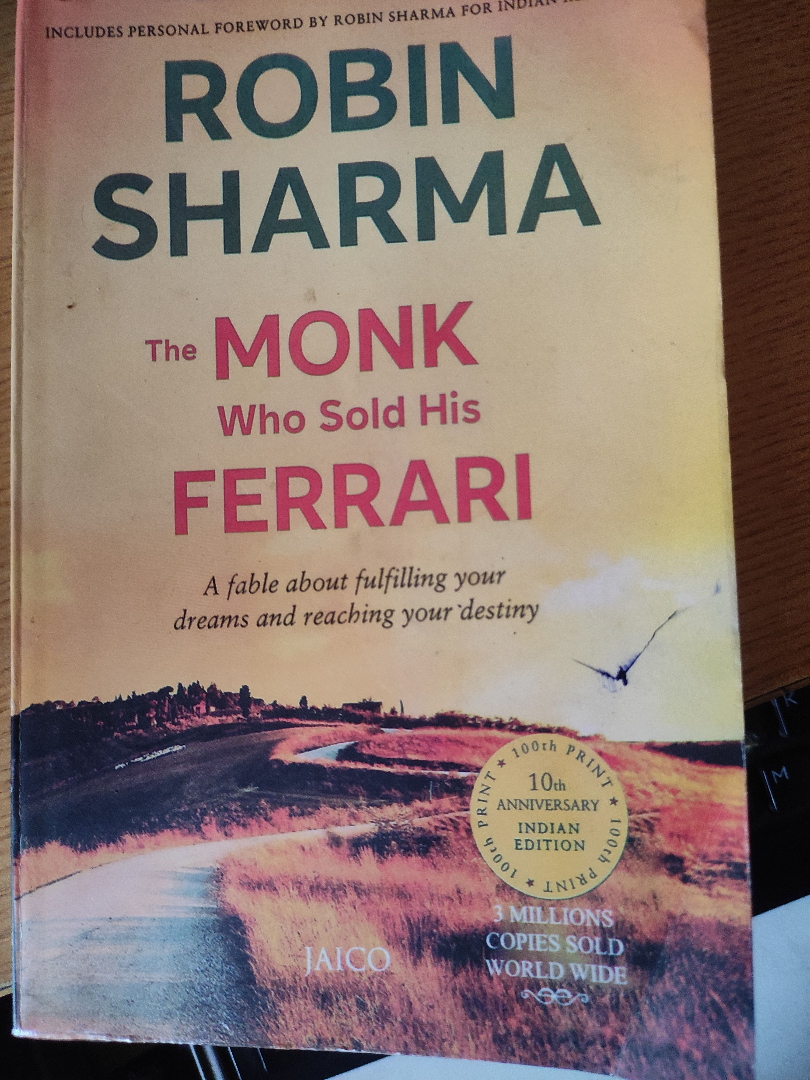 INCLUDES PERSONAL FOREWORD BY ROBIN SHARMA FOR INDIAN
ROBIN
SHARMA
The MONK
Who Sold His
FERRARI
A fable about fulfilling your
dreams and reaching your destiny
100th PRINT ★ 100th PRINT ★ 100th PRINT ★
10th
ANNIVERSARY
INDIAN
EDITION
3 MILLIONS
COPIES SOLD
WORLD WIDE
JAICO
K
M